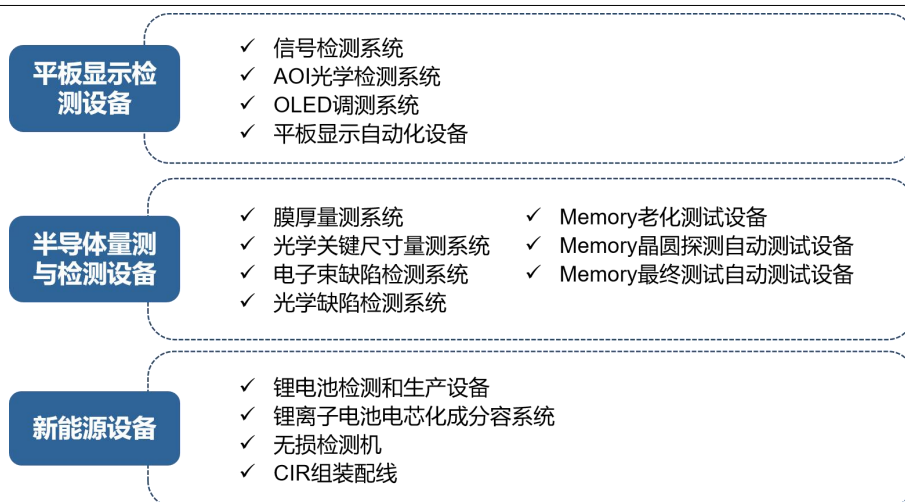 平板显示检
测设备
信号检测系统
AOI光学检测系统
OLED调测系统
平板显示自动化设备
半导体量测
与检测设备
膜厚量测系统
光学关键尺寸量测系统
电子束缺陷检测系统
光学缺陷检测系统
Memory老化测试设备
Memory晶圆探测自动测试设备
Memory最终测试自动测试设备
新能源设备
锂电池检测和生产设备
锂离子电池电芯化成分容系统
无损检测机
CIR组装配线